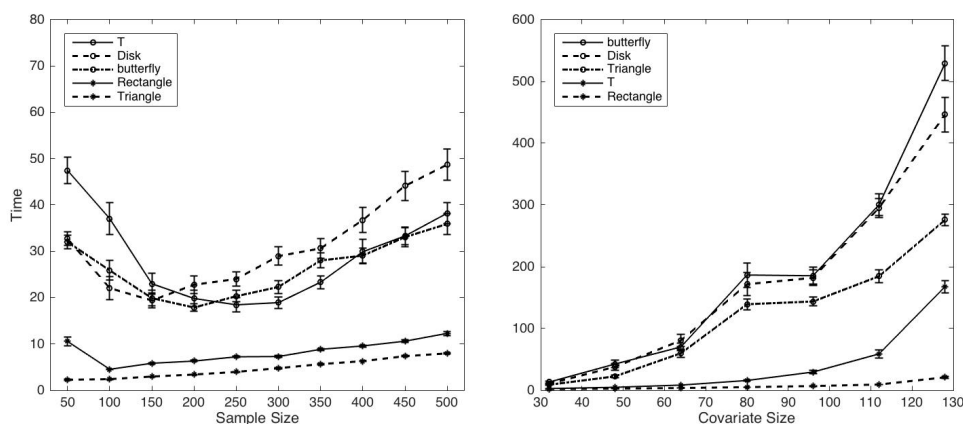 80
70
60
50
40
30
20
10
0
Time
T
Disk
butterfly
Rectangle
Triangle
50 100 150 200 250 300 350 400 450 500
Sample Size
600
500
400
300
200
100
0
butterfly
Disk
Triangle
T
Rectangle
30 40 50 60 70 80 90 100 110 120 130
Covariate Size